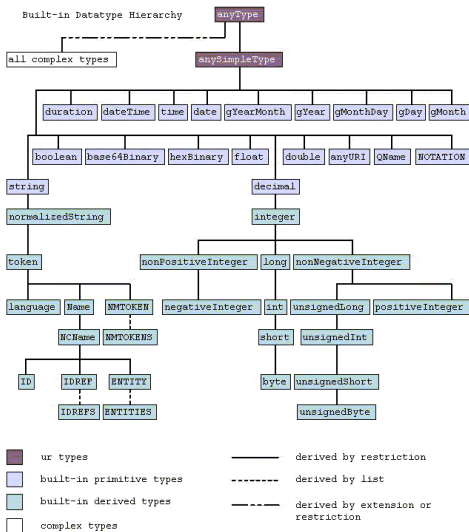 Built-in Datatype Hierarchy
anyType
all complex types
anySimpleType
duration dateTime time date gYearMonth gYear gMonthDay gDay gMonth
boolean base64Binary hexBinary float double anyURI QName NOTATION
string decimal
normalizedString integer
token nonPositiveInteger long nonNegativeInteger
language Name NMTOKEN negativeInteger int unsignedLong positiveInteger
NCName NMTOKENS short unsignedInt
ID IDREF ENTITY byte unsignedShort
IDREFS ENTITIES unsignedByte
ur types derived by restriction
built-in primitive types derived by list
built-in derived types derived by extension or
restriction
complex types